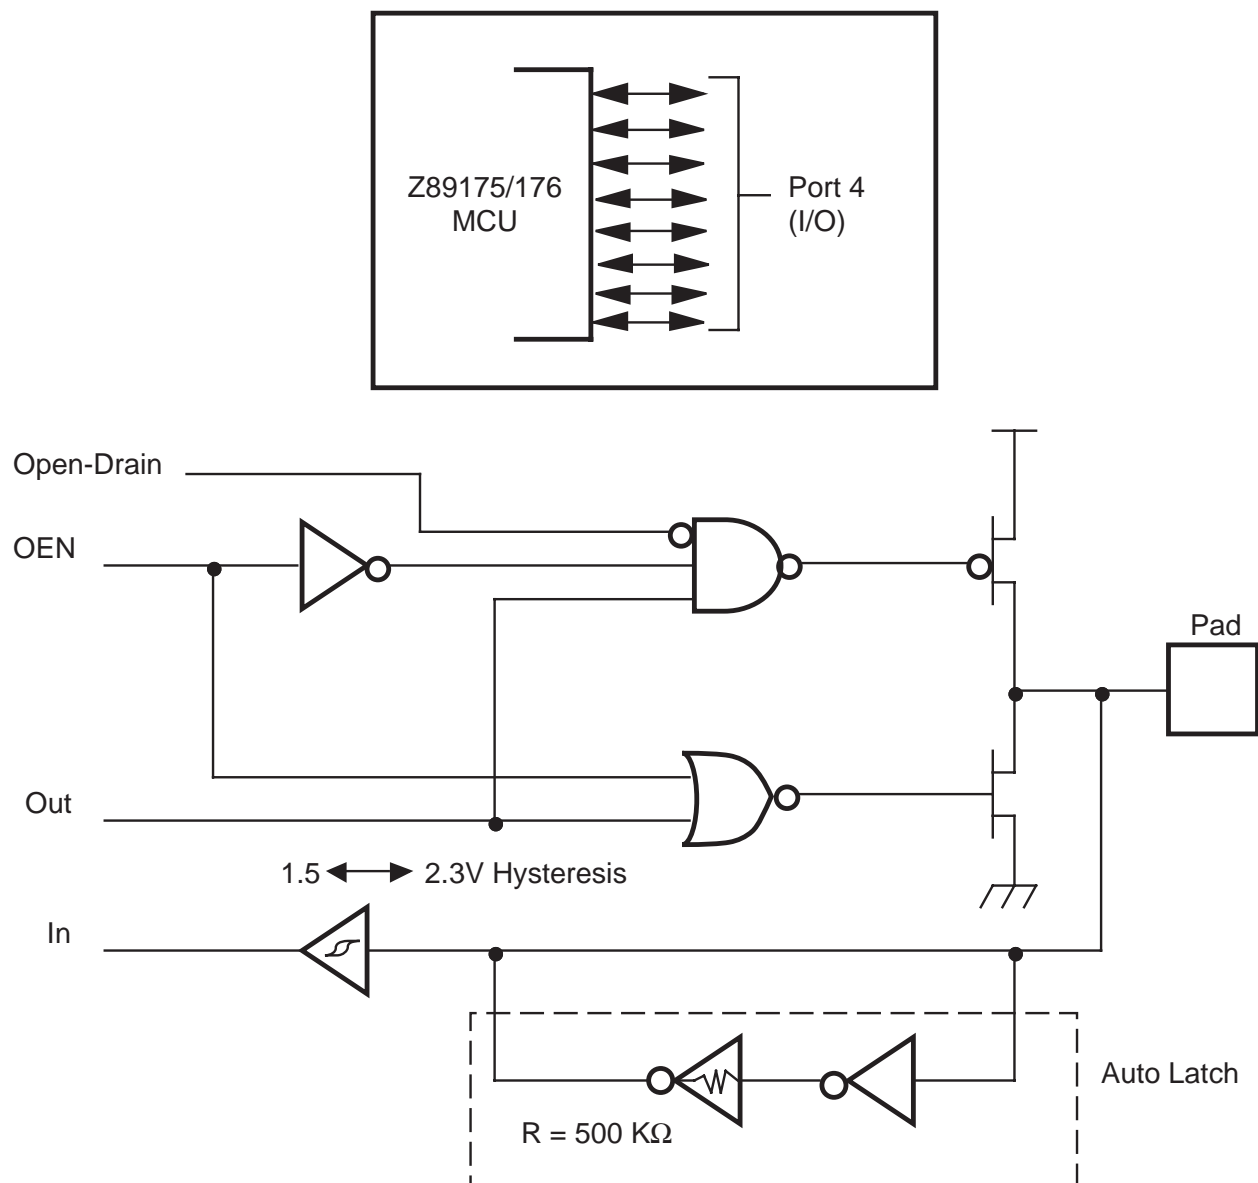 Z89175/176
MCU
Port 4
(I/O)
Open-Drain
OEN
Pad
Out
1.5 2.3V Hysteresis
In
Auto Latch
R = 500 KΩ